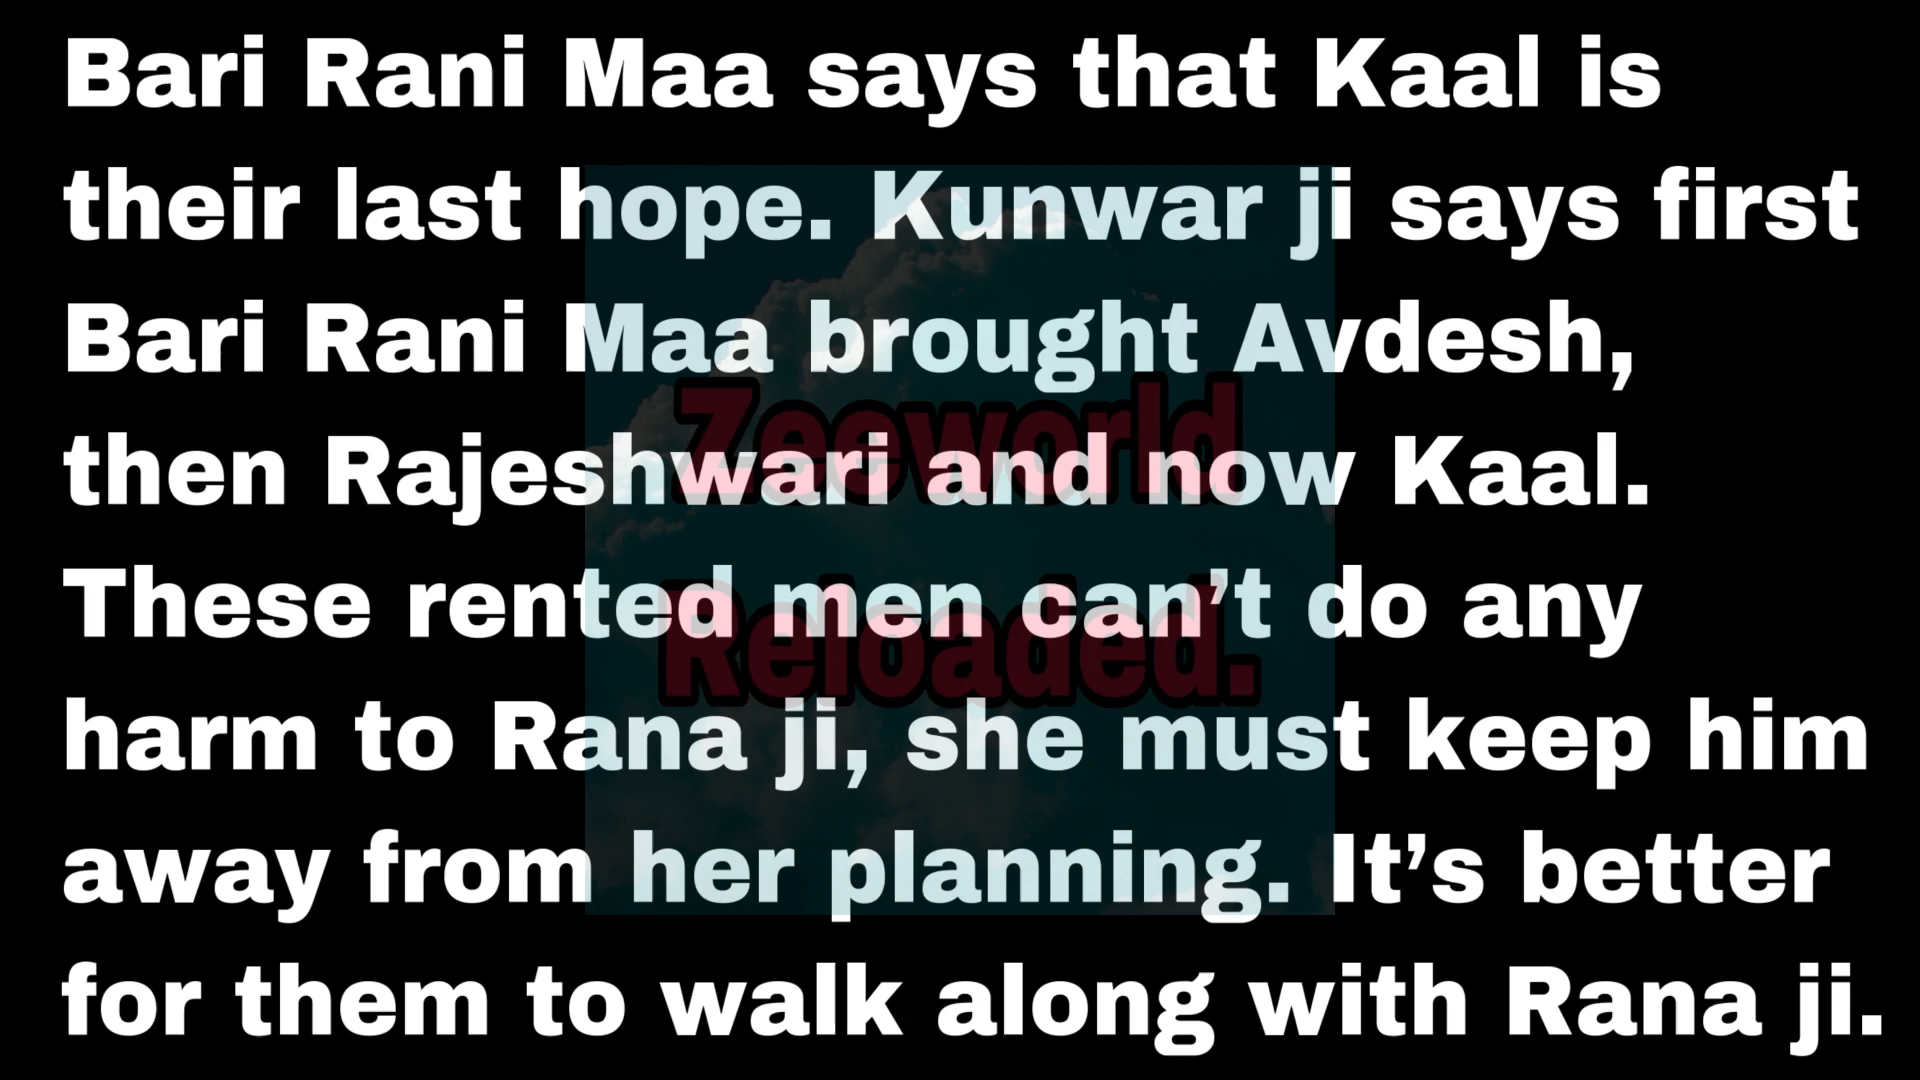 Bari Rani Maa says that Kaal is
their last hope. Kunwar ji says first
Bari Rani Maa brought Avdesh,
then Rajeshwari and now Kaal.
These rented men can’t do any
harm to Rana ji, she must keep him
away from her planning. It’s better
for them to walk along with Rana ji.
Zeeworld
Reloaded.